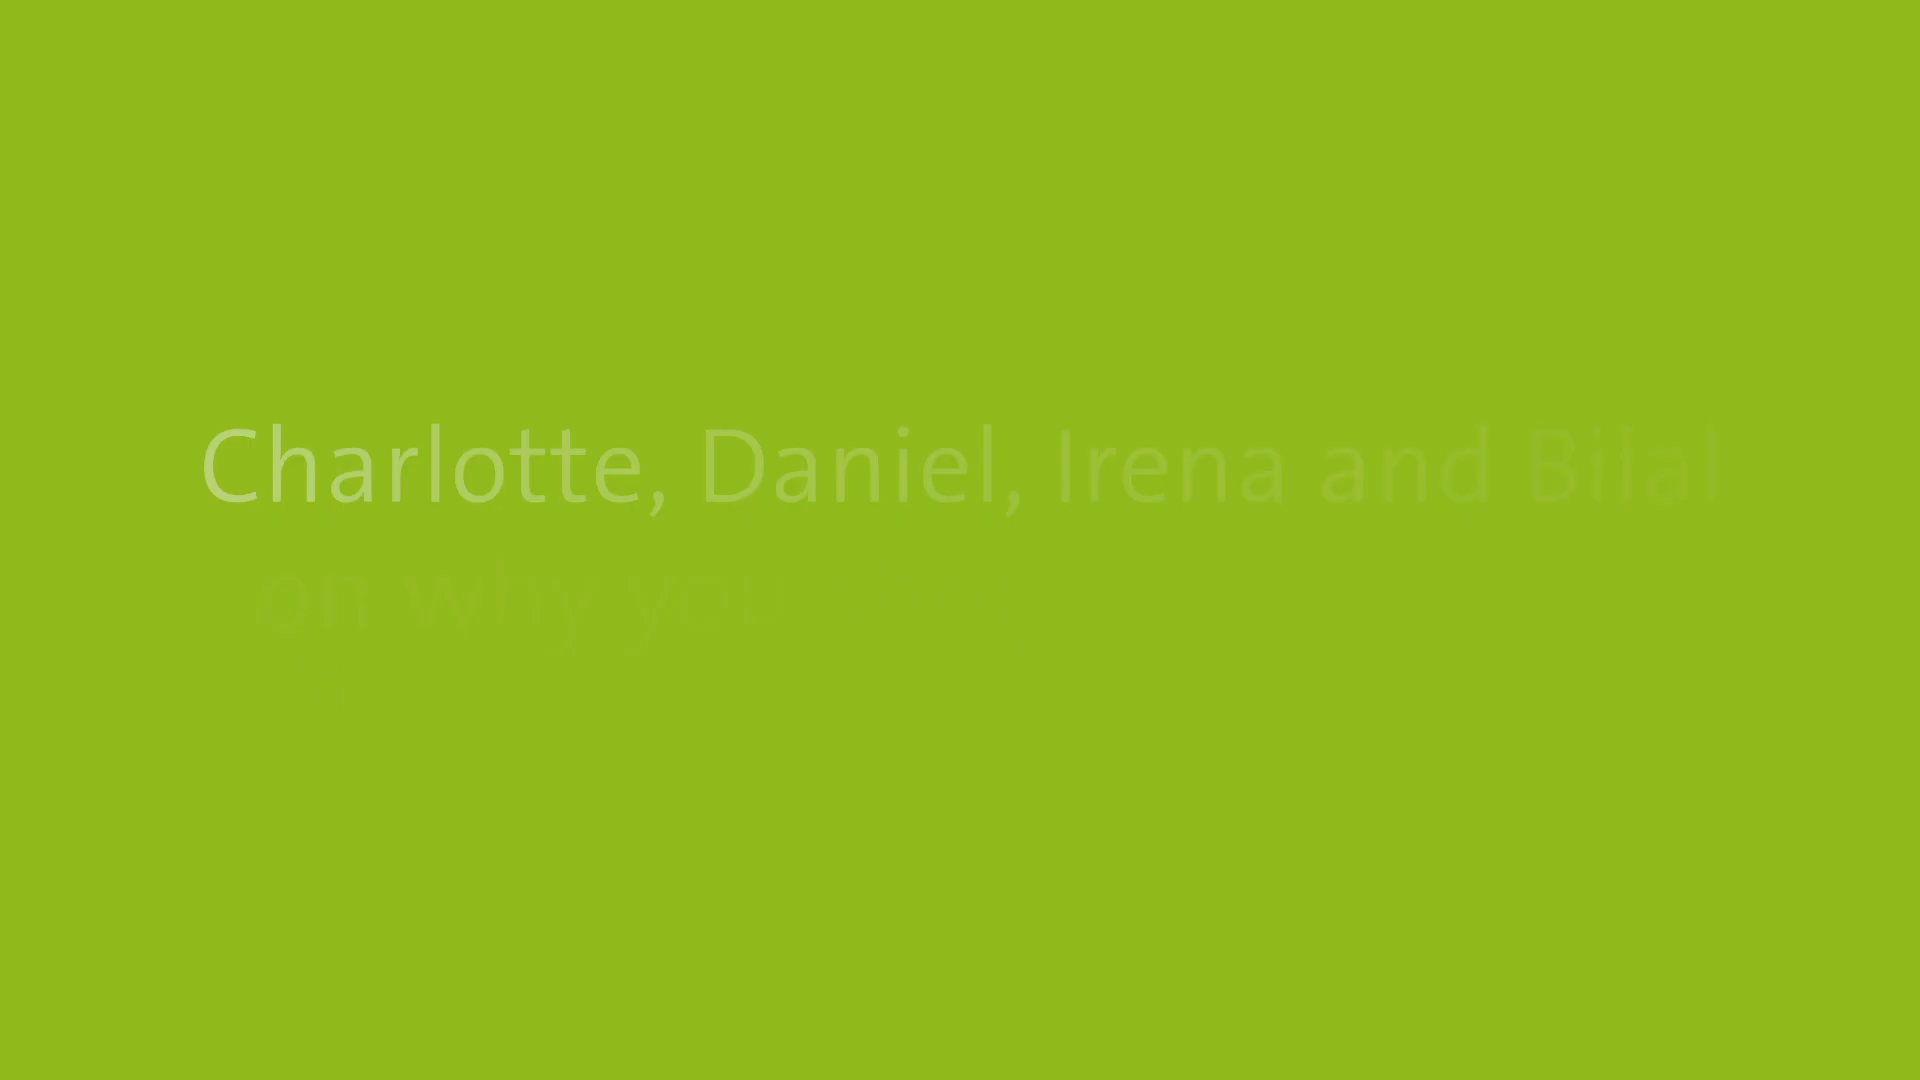 Charlotte, Daniel, Irena and Bilal
on why you